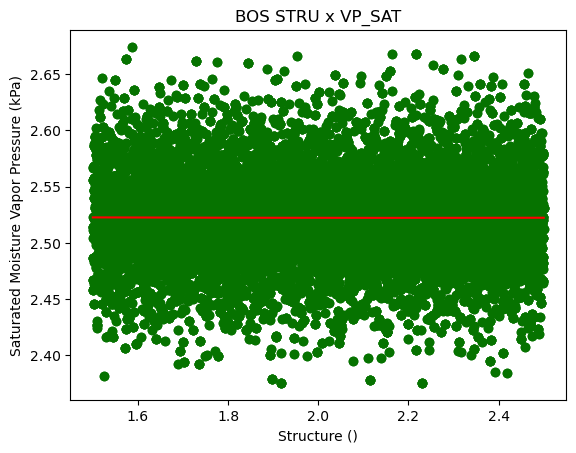 BOS STRU x VP_SAT
Saturated Moisture Vapor Pressure (kPa)
2.65
2.60
2.55
2.50
2.45
2.40
1.6 1.8 2.0 2.2 2.4
Structure ()